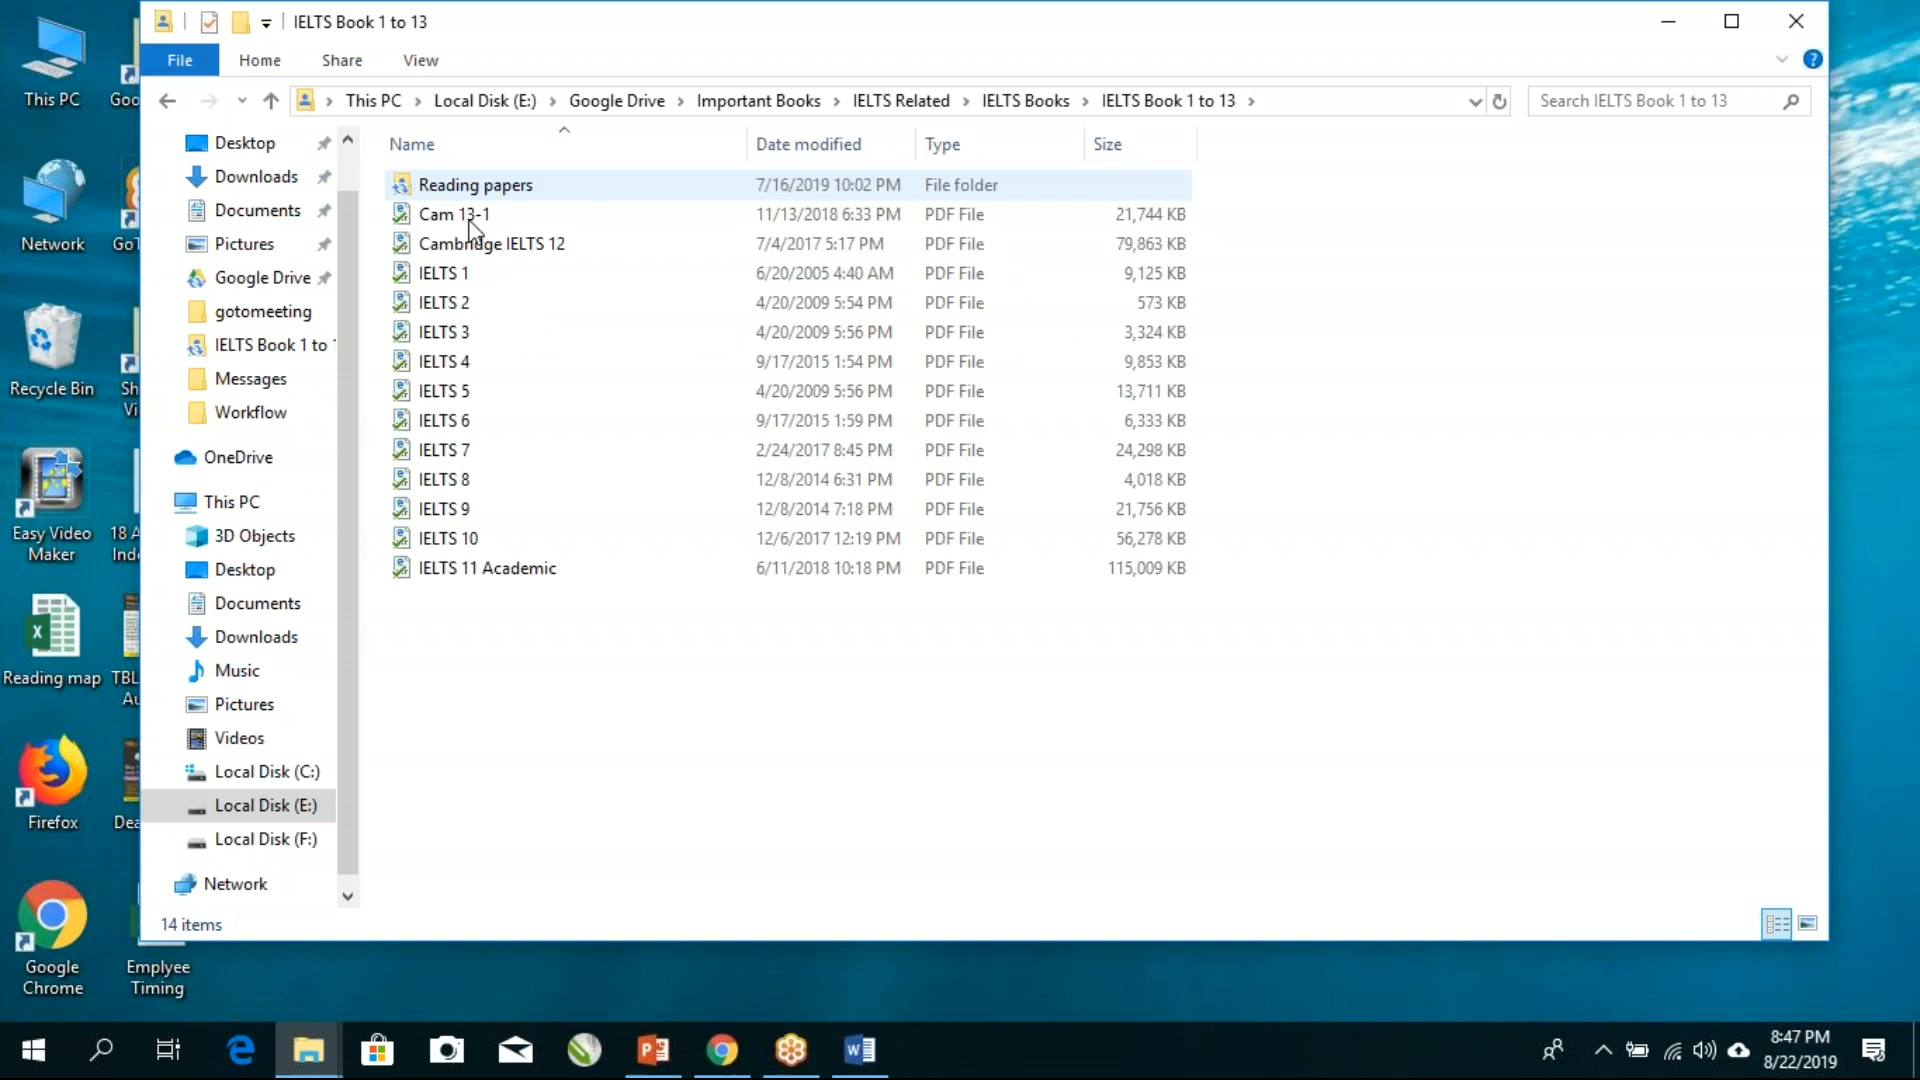 IELTS Book 1 to 13
File Home Share View
This PC Local Disk (E:) Google Drive Important Books IELTS Related IELTS Books IELTS Book 1 to 13
Search IELTS Book 1 to 13
Name Date modified Type Size
Reading papers 7/16/2019 10:02 PM File folder
Cam 13-1 11/13/2018 6:33 PM PDF File 21,744 KB
Cambridge IELTS 12 7/4/2017 5:17 PM PDF File 79,863 KB
IELTS 1 6/20/2005 4:40 AM PDF File 9,125 KB
IELTS 2 4/20/2009 5:54 PM PDF File 573 KB
IELTS 3 4/20/2009 5:56 PM PDF File 3,324 KB
IELTS 4 9/17/2015 1:54 PM PDF File 9,853 KB
IELTS 5 4/20/2009 5:56 PM PDF File 13,711 KB
IELTS 6 9/17/2015 1:59 PM PDF File 6,333 KB
IELTS 7 2/24/2017 8:45 PM PDF File 24,298 KB
IELTS 8 12/8/2014 6:31 PM PDF File 4,018 KB
IELTS 9 12/8/2014 7:18 PM PDF File 21,756 KB
IELTS 10 12/6/2017 12:19 PM PDF File 56,278 KB
IELTS 11 Academic 6/11/2018 10:18 PM PDF File 115,009 KB
Desktop
Downloads
Documents
Pictures
Google Drive
gotomeeting
IELTS Book 1 to
Messages
Workflow
OneDrive
This PC
3D Objects
Desktop
Documents
Downloads
Music
Pictures
Videos
Local Disk (C:)
Local Disk (E:)
Local Disk (F:)
Network
14 items
This PC
Goo
Network
GoT
Recycle Bin
Sh
Vi
Easy Video
Maker
18 A
Inde
Reading map
TBL
Au
Firefox
Dea
Google
Chrome
Emplyee
Timing
8:47 PM
8/22/2019